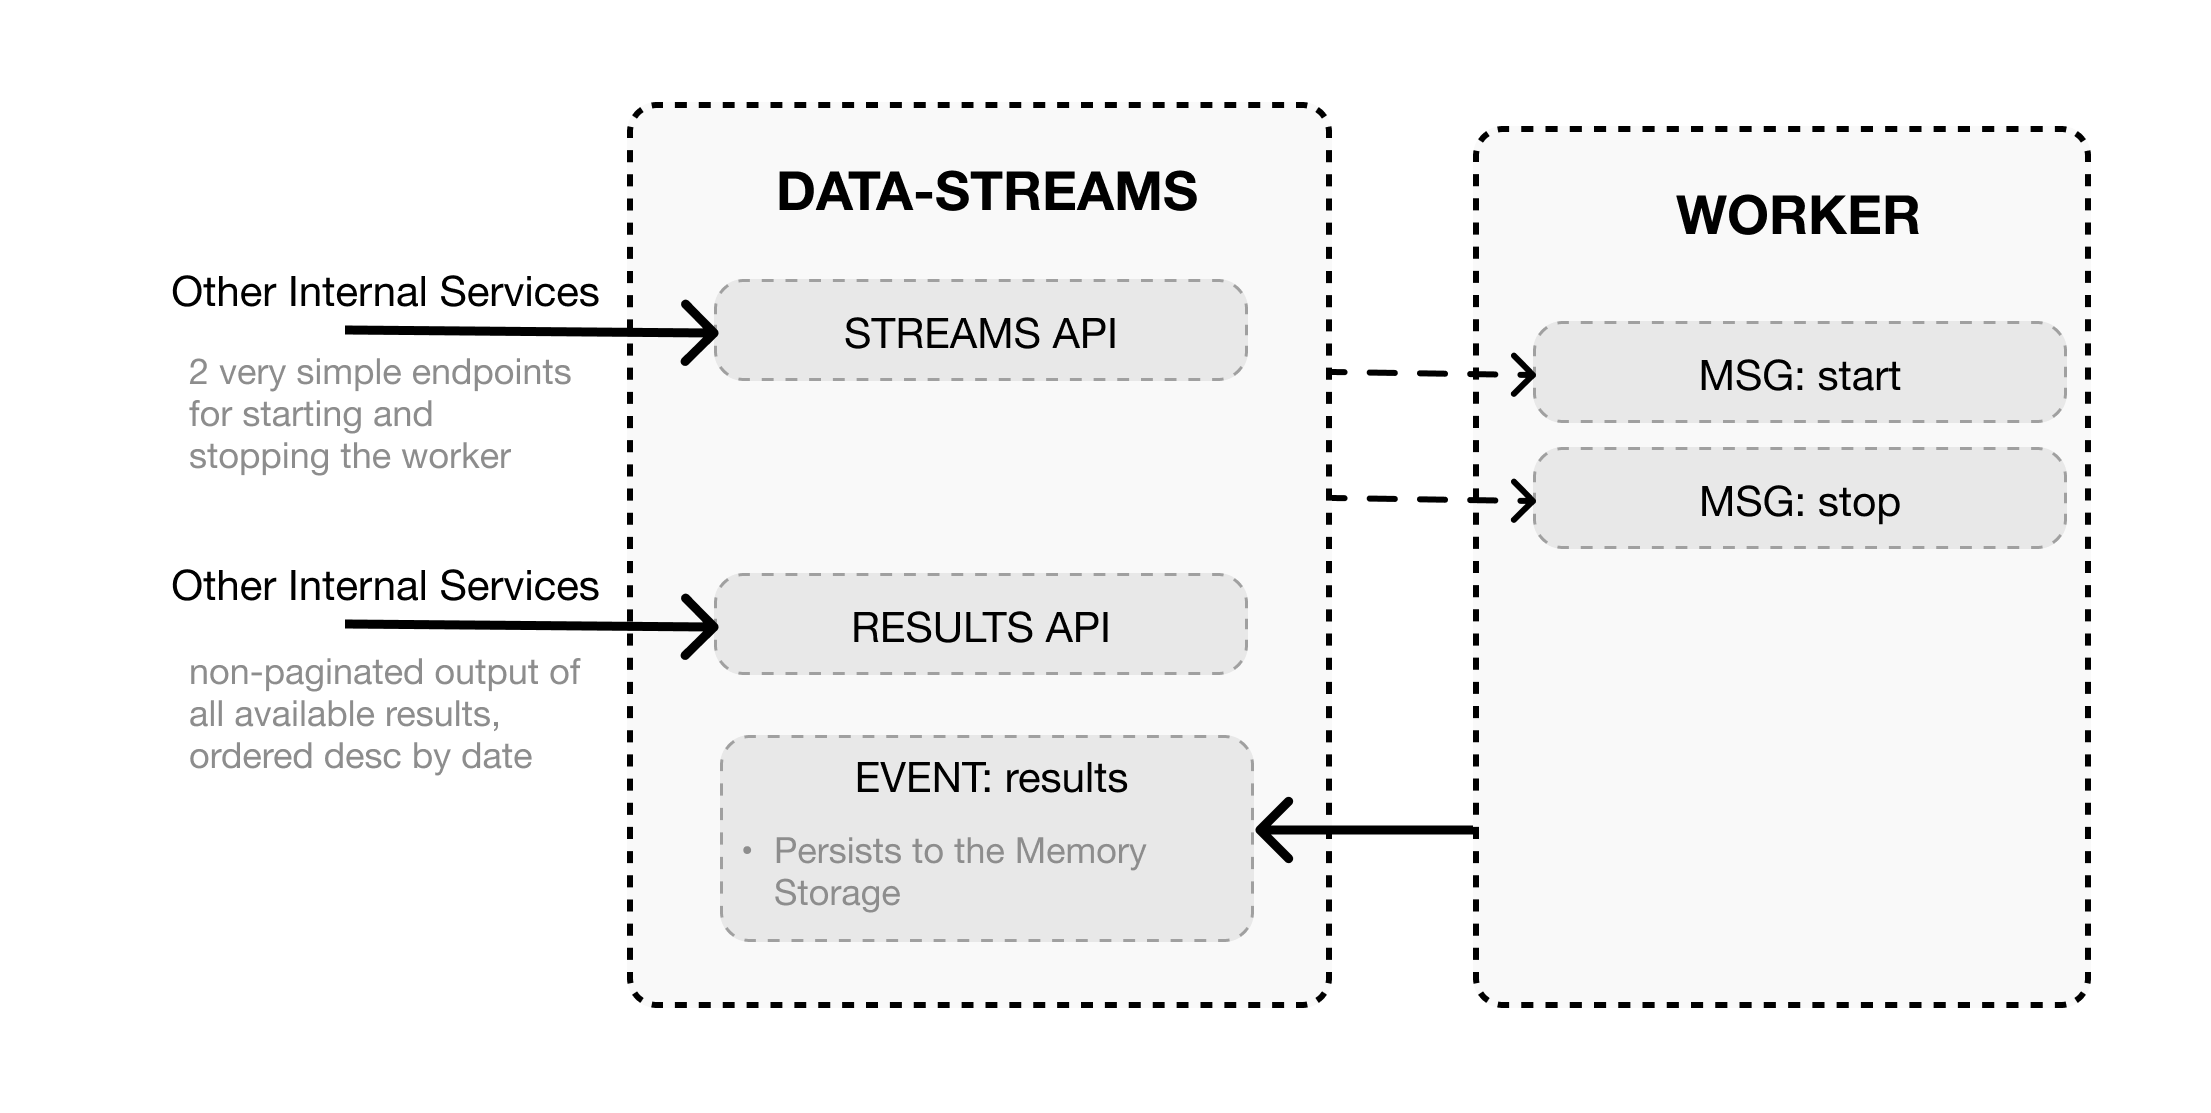 DATA-STREAMS
WORKER
Other Internal Services
STREAMS API
2 very simple endpoints
for starting and
stopping the worker
MSG: start
MSG: stop
Other Internal Services
RESULTS API
non-paginated output of
all available results,
ordered desc by date
EVENT: results
• Persists to the Memory
Storage